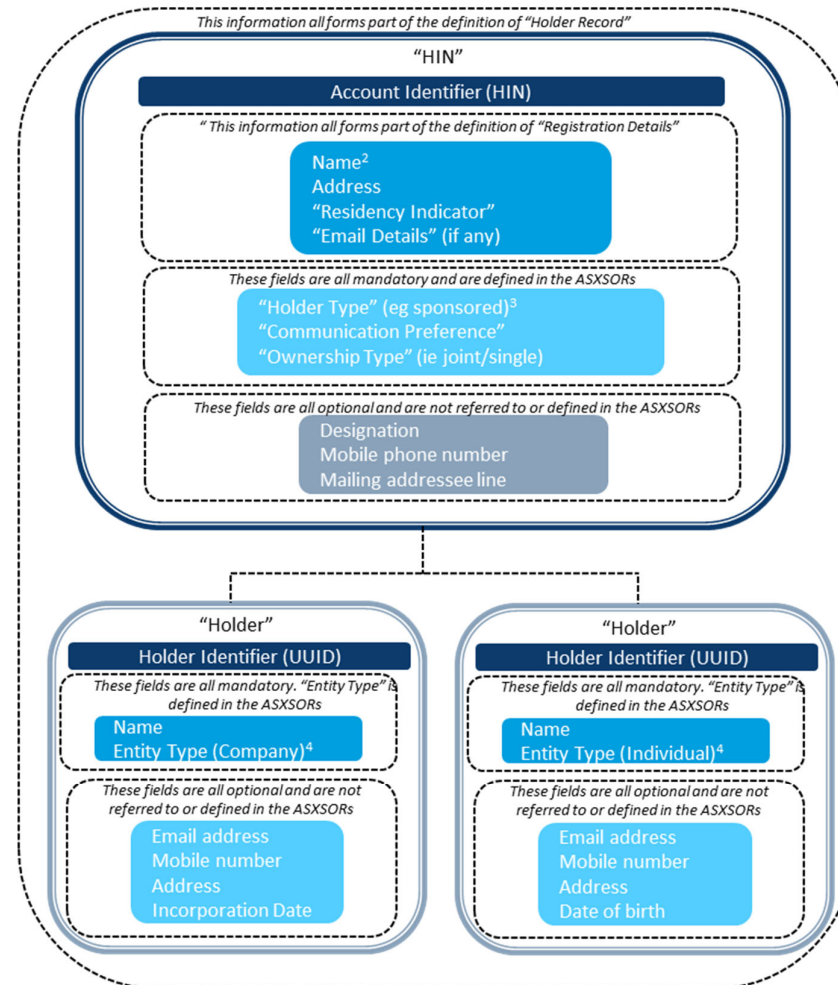 This information all forms part of the definition of “Holder Record”
“HIN”
Account Identifier (HIN)
“ This information all forms part of the definition of “Registration Details”
Name²
Address
“Residency Indicator”
“Email Details” (if any)
These fields are all mandatory and are defined in the ASXSORs
“Holder Type” (eg sponsored)³
“Communication Preference”
“Ownership Type” (ie joint/single)
These fields are all optional and are not referred to or defined in the ASXSORs
Designation
Mobile phone number
Mailing addressee line
“Holder”
Holder Identifier (UUID)
These fields are all mandatory. “Entity Type” is
defined in the ASXSORs
Name
Entity Type (Company)⁴
These fields are all optional and are not
referred to or defined in the ASXSORs
Email address
Mobile number
Address
Incorporation Date
“Holder”
Holder Identifier (UUID)
These fields are all mandatory. “Entity Type” is
defined in the ASXSORs
Name
Entity Type (Individual)⁴
These fields are all optional and are not
referred to or defined in the ASXSORs
Email address
Mobile number
Address
Date of birth